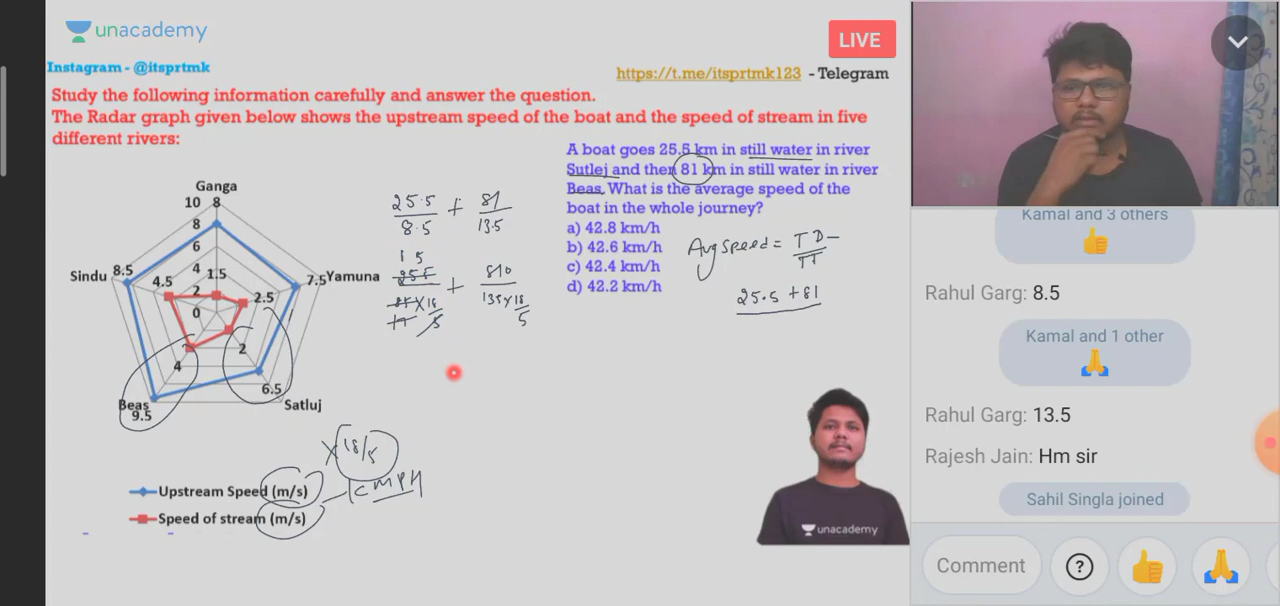 unacademy
LIVE
Instagram - @itsprtmk
https://t.me/itsprtmk123 - Telegram
Study the following information carefully and answer the question.
The Radar graph given below shows the upstream speed of the boat and the speed of stream in five
different rivers:
A boat goes 25.5 km in still water in river
Sutlej and then 81 km in still water in river
Beas. What is the average speed of the
boat in the whole journey?
a) 42.8 km/h
b) 42.6 km/h
c) 42.4 km/h
d) 42.2 km/h
Ganga
10 8
8
6
4 1.5
2
0
Sindu 8.5
4.5
7.5 Yamuna
2.5
2
4
6.5
Satluj
Beas
9.5
25.5 + 81
8.5 13.5
1 5
255 + 810
85 x 18 135 x 18
17 5 5
Avg speed = TD
TT
25.5 + 81
x 18/5
KMPH
Upstream Speed (m/s)
Speed of stream (m/s)
unacademy
Kamal and 3 others
Rahul Garg: 8.5
Kamal and 1 other
Rahul Garg: 13.5
Rajesh Jain: Hm sir
Sahil Singla joined
Comment
?